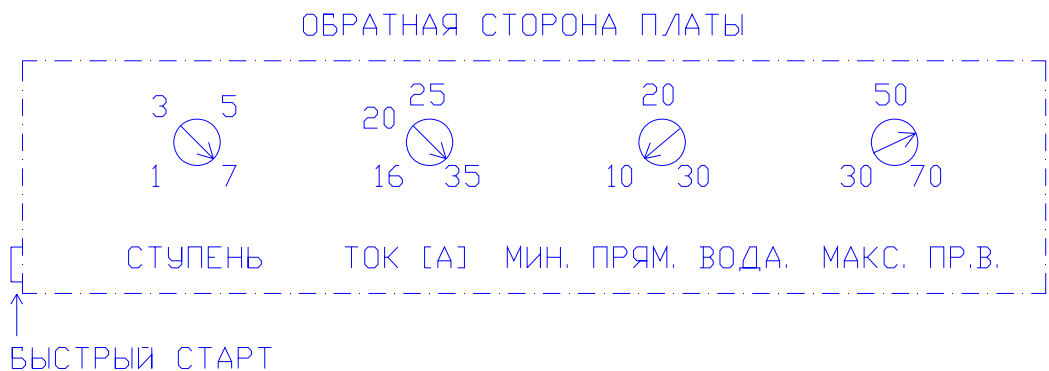 ОБРАТНАЯ СТОРОНА ПЛАТЫ
3 5 20 25 20 50
1 7 16 35 10 30 30 70
СТУПЕНЬ ТОК [А] МИН. ПРЯМ. ВОДА. МАКС. ПР.В.
БЫСТРЫЙ СТАРТ